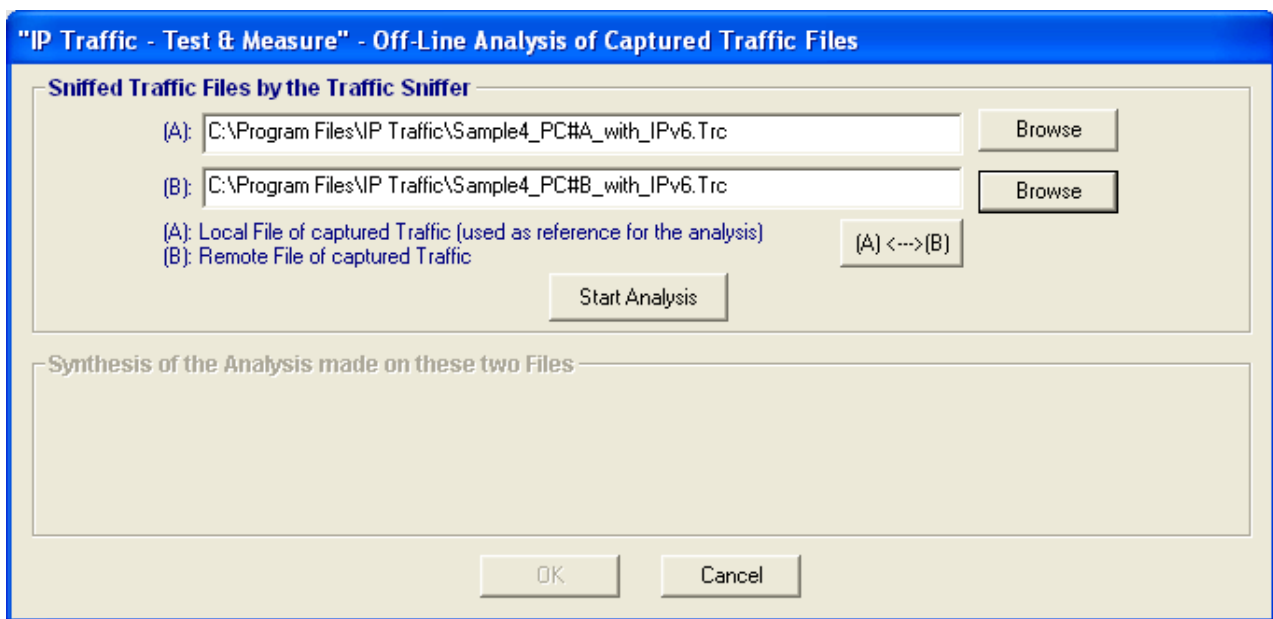 "IP Traffic - Test & Measure" - Off-Line Analysis of Captured Traffic Files
Sniffed Traffic Files by the Traffic Sniffer
(A): C:\Program Files\IP Traffic\Sample4_PC#A_with_IPv6.Trc Browse
(B): C:\Program Files\IP Traffic\Sample4_PC#B_with_IPv6.Trc Browse
(A): Local File of captured Traffic (used as reference for the analysis)
(B): Remote File of captured Traffic
(A) <--->(B)
Start Analysis
Synthesis of the Analysis made on these two Files
OK Cancel